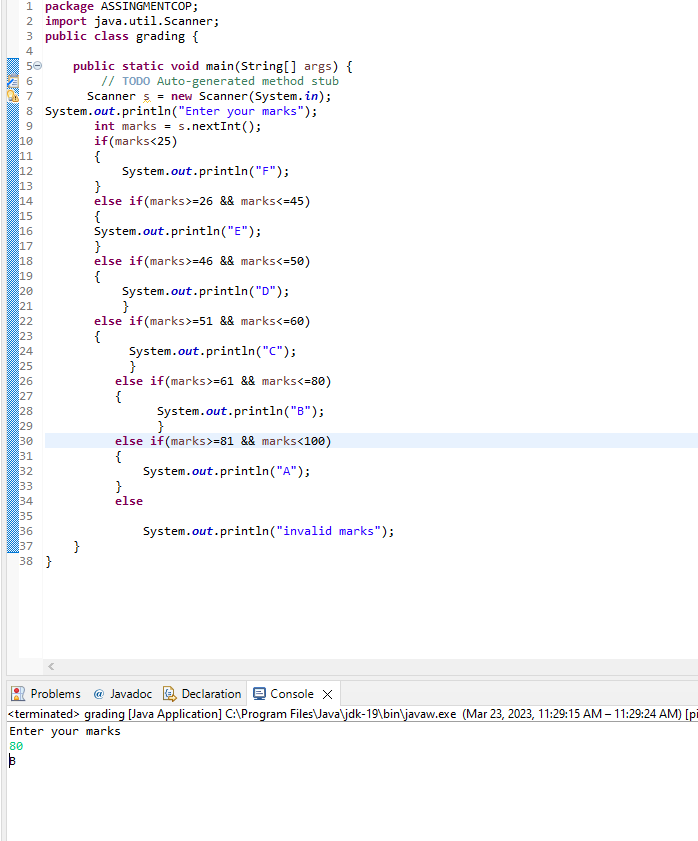 1 package ASSINGMENTCOP;
2 import java.util.Scanner;
3 public class grading {
4
5 public static void main(String[] args) {
6 // TODO Auto-generated method stub
7 Scanner s = new Scanner(System.in);
8 System.out.println("Enter your marks");
9 int marks = s.nextInt();
10 if(marks<25)
11 {
12 System.out.println("F");
13 }
14 else if(marks>=26 && marks<=45)
15 {
16 System.out.println("E");
17 }
18 else if(marks>=46 && marks<=50)
19 {
20 System.out.println("D");
21 }
22 else if(marks>=51 && marks<=60)
23 {
24 System.out.println("C");
25 }
26 else if(marks>=61 && marks<=80)
27 {
28 System.out.println("B");
29 }
30 else if(marks>=81 && marks<100)
31 {
32 System.out.println("A");
33 }
34 else
35
36 System.out.println("invalid marks");
37 }
38 }
Problems @ Javadoc Declaration Console
<terminated> grading [Java Application] C:\Program Files\Java\jdk-19\bin\javaw.exe (Mar 23, 2023, 11:29:15 AM – 11:29:24 AM) [pi
Enter your marks
80
B